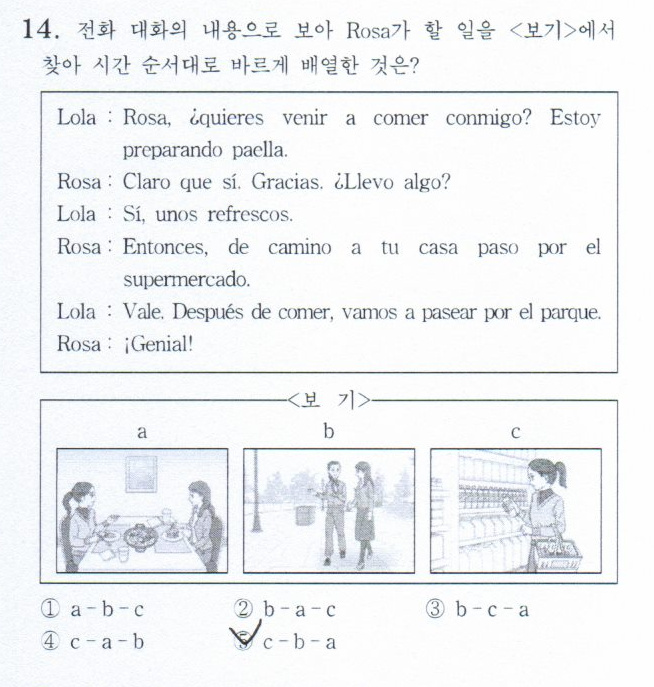 14. 전화 대화의 내용으로 보아 Rosa가 할 일을 <보기>에서
찾아 시간 순서대로 바르게 배열한 것은?
Lola : Rosa, ¿quieres venir a comer conmigo? Estoy
preparando paella.
Rosa : Claro que sí. Gracias. ¿Llevo algo?
Lola : Sí, unos refrescos.
Rosa : Entonces, de camino a tu casa paso por el
supermercado.
Lola : Vale. Después de comer, vamos a pasear por el parque.
Rosa : ¡Genial!
<보 기>
a b c
① a-b-c ② b-a-c ③ b-c-a
④ c-a-b ⑤ c-b-a